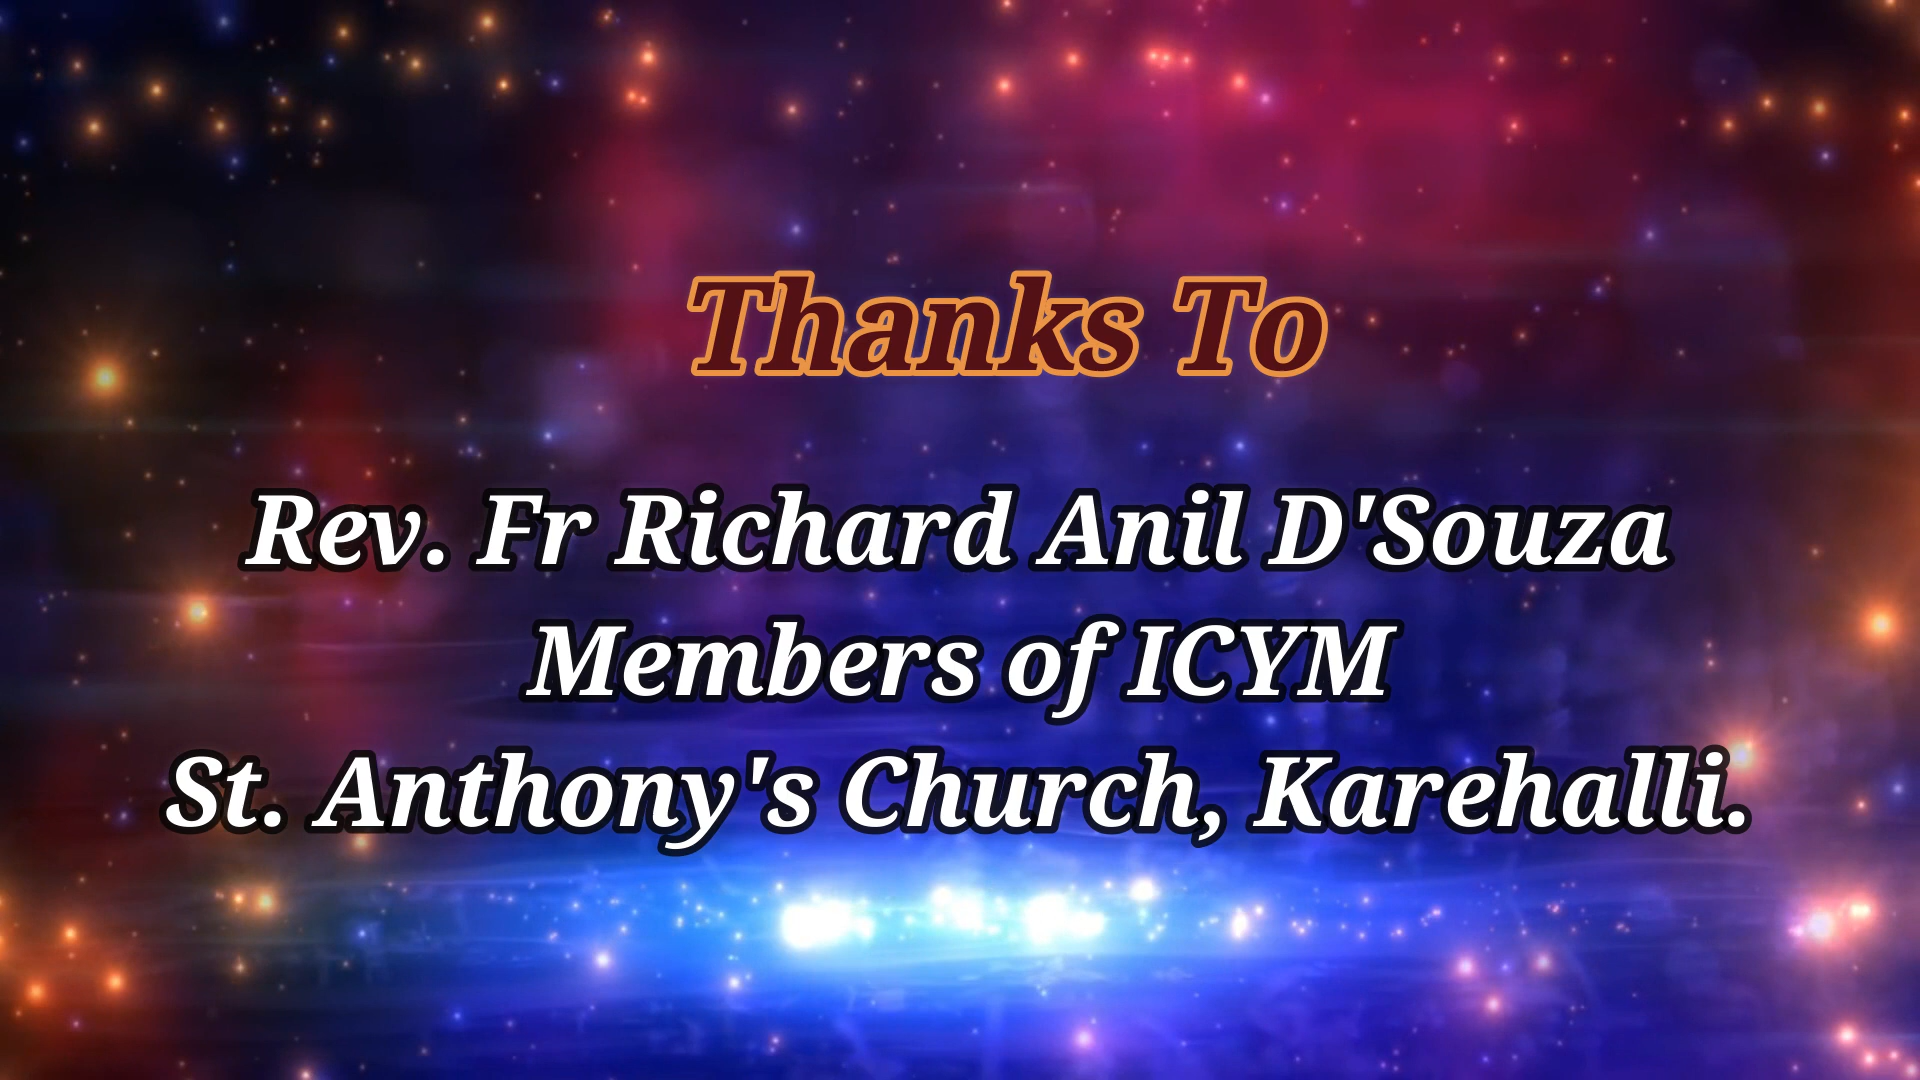 Thanks To
Rev. Fr Richard Anil D'Souza
Members of ICYM
St. Anthony's Church, Karehalli.